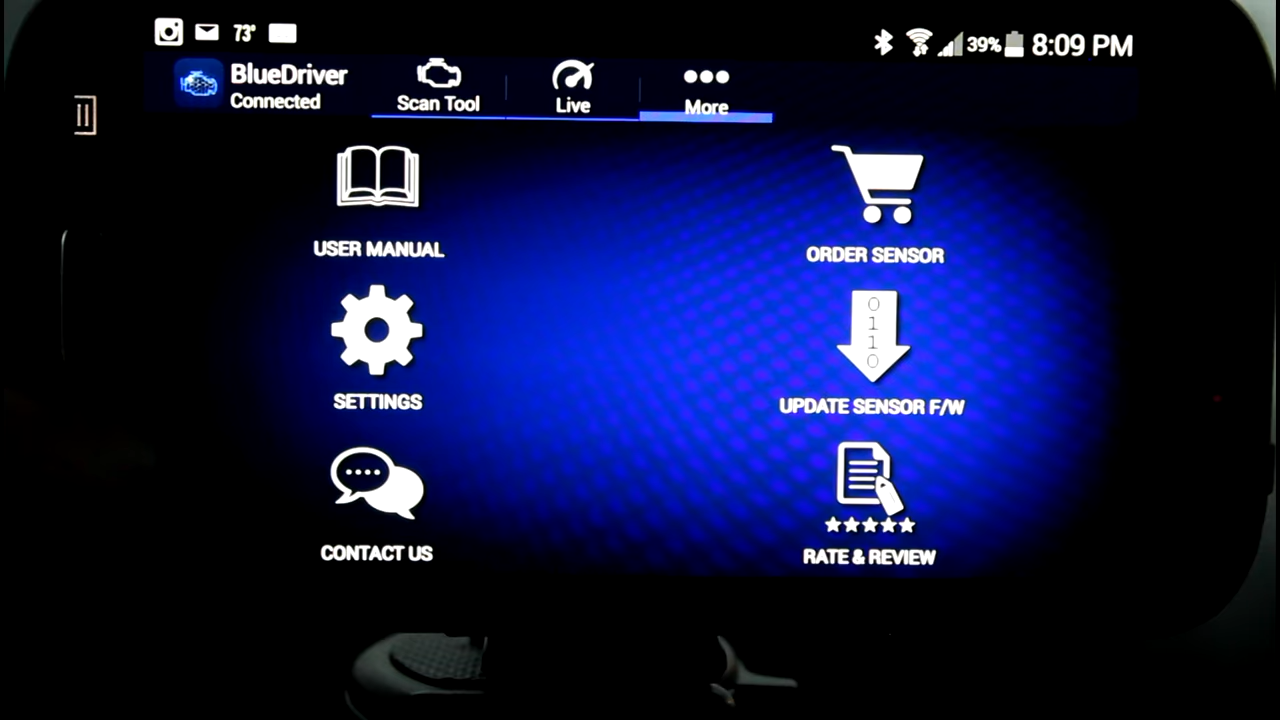 73°
39%
8:09 PM
BlueDriver
Connected
Scan Tool
Live
More
USER MANUAL
ORDER SENSOR
SETTINGS
0
1
1
0
UPDATE SENSOR F/W
CONTACT US
RATE & REVIEW